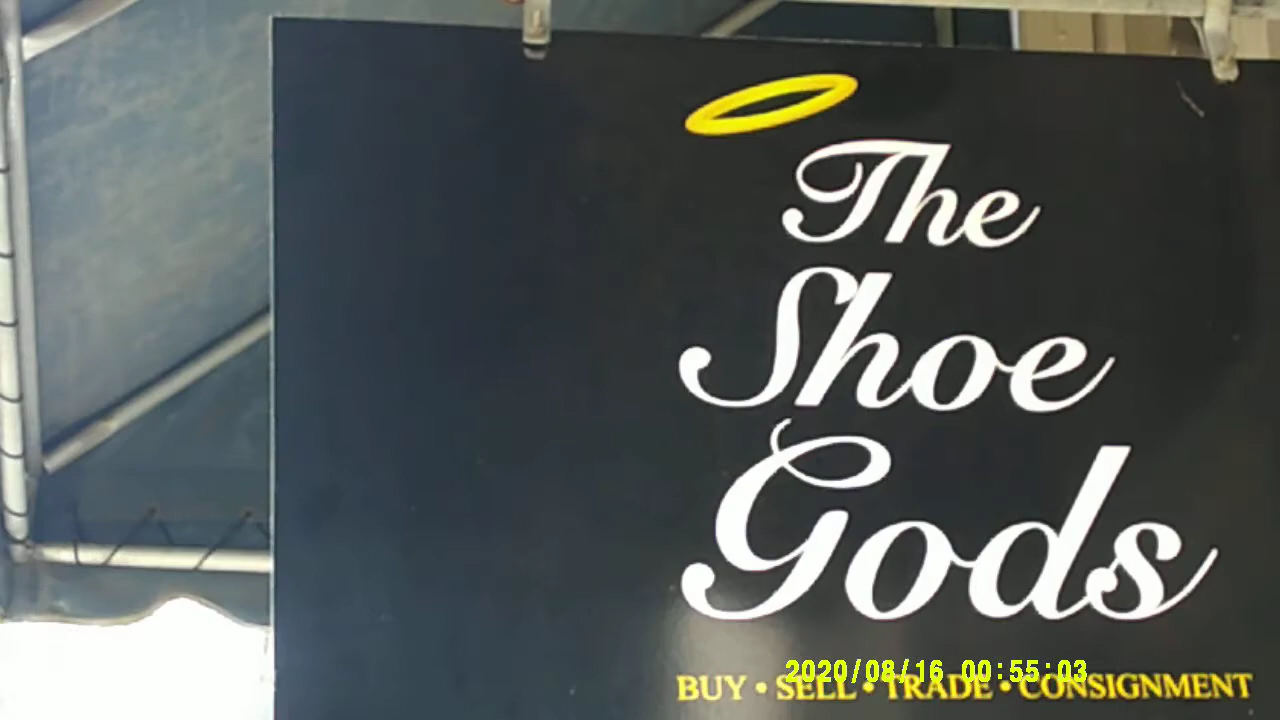 The
Shoe
Gods
2020/08/16 00:55:03
BUY • SELL • TRADE • CONSIGNMENT